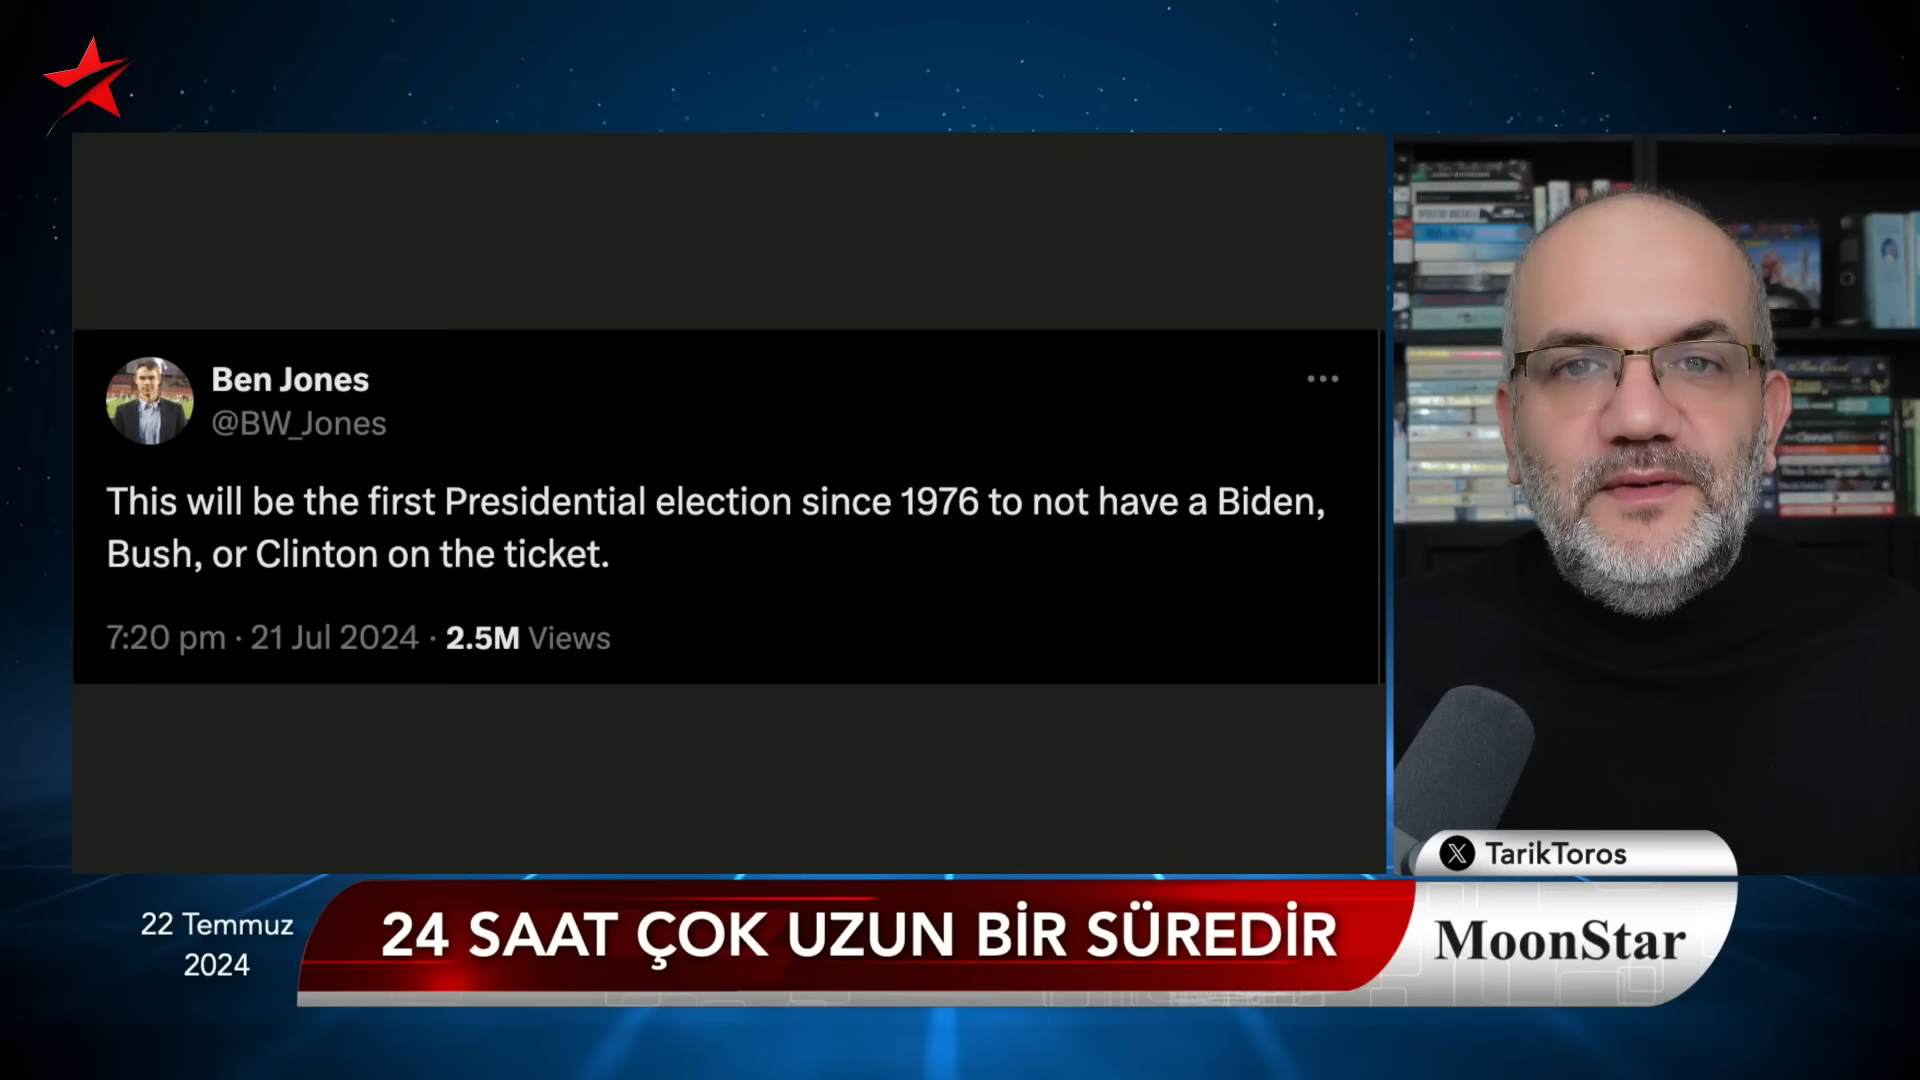 Ben Jones
@BW_Jones
This will be the first Presidential election since 1976 to not have a Biden,
Bush, or Clinton on the ticket.
7:20 pm · 21 Jul 2024 · 2.5M Views
TarikToros
22 Temmuz
2024
24 SAAT ÇOK UZUN BİR SÜREDİR
MoonStar